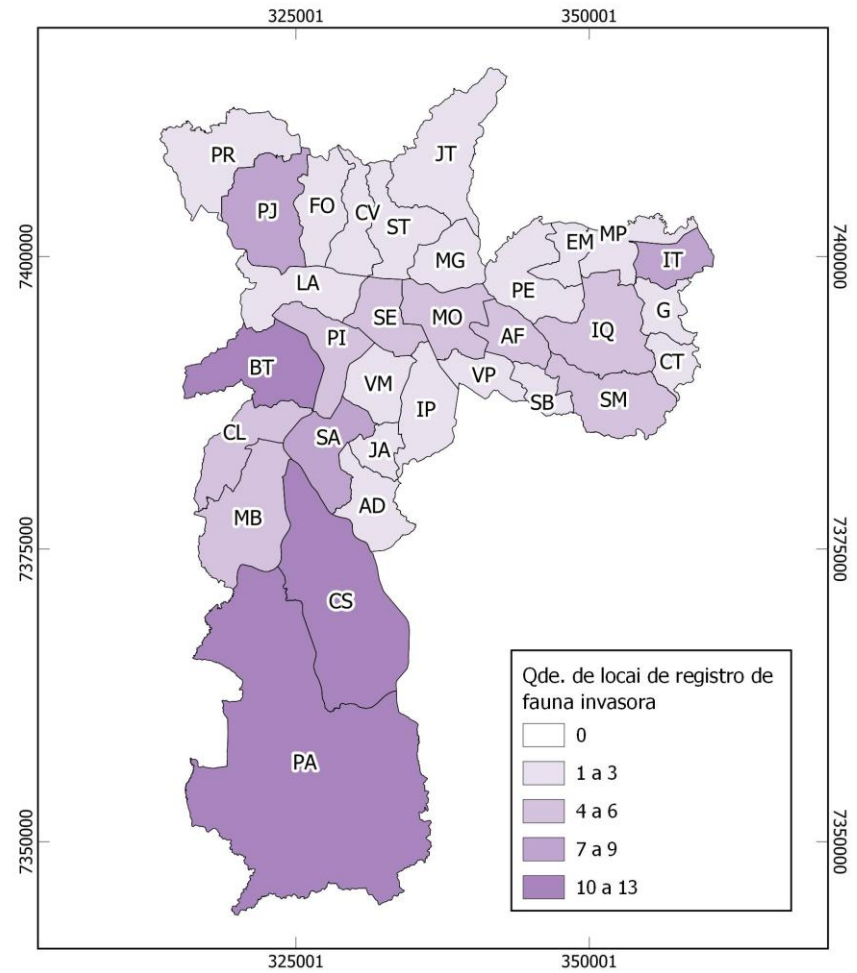 325001 350001
PR
JT
PJ
FO
CV
ST
EM
MP
7400000
7400000
MG
IT
LA
PE
SE
MO
G
PI
AF
IQ
BT
CT
VM
VP
SM
IP
SB
CL
SA
JA
AD
MB
7375000
7375000
CS
Qde. de locai de registro de
fauna invasora
0
1 a 3
4 a 6
7 a 9
10 a 13
PA
7350000
7350000
325001 350001